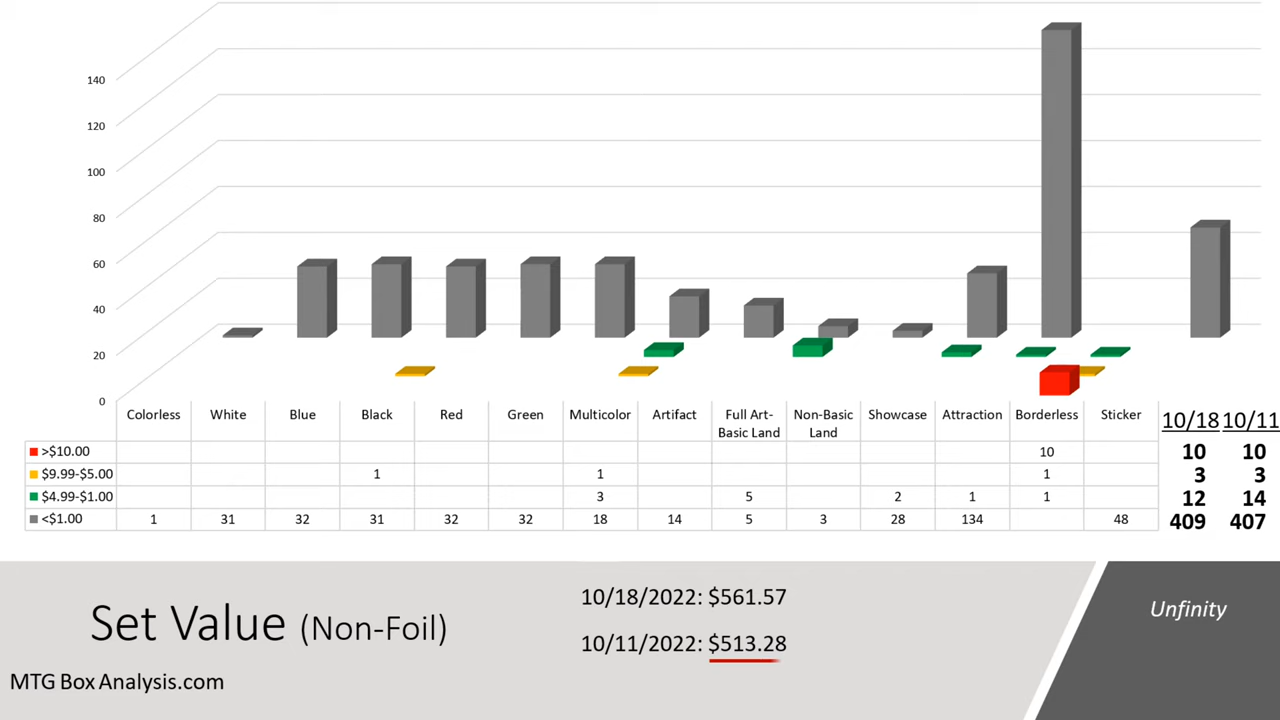 140
120
100
80
60
40
20
0
Colorless White Blue Black Red Green Multicolor Artifact Full Art- Non-Basic Showcase Attraction Borderless Sticker 10/18 10/11
Basic Land Land
>$10.00 10 10 10
$9.99-$5.00 1 1 1 3 3
$4.99-$1.00 3 5 2 1 1 12 14
<$1.00 1 31 32 31 32 32 18 14 5 3 28 134 48 409 407
10/18/2022: $561.57
Set Value (Non-Foil)
10/11/2022: $513.28
Unfinity
MTG Box Analysis.com